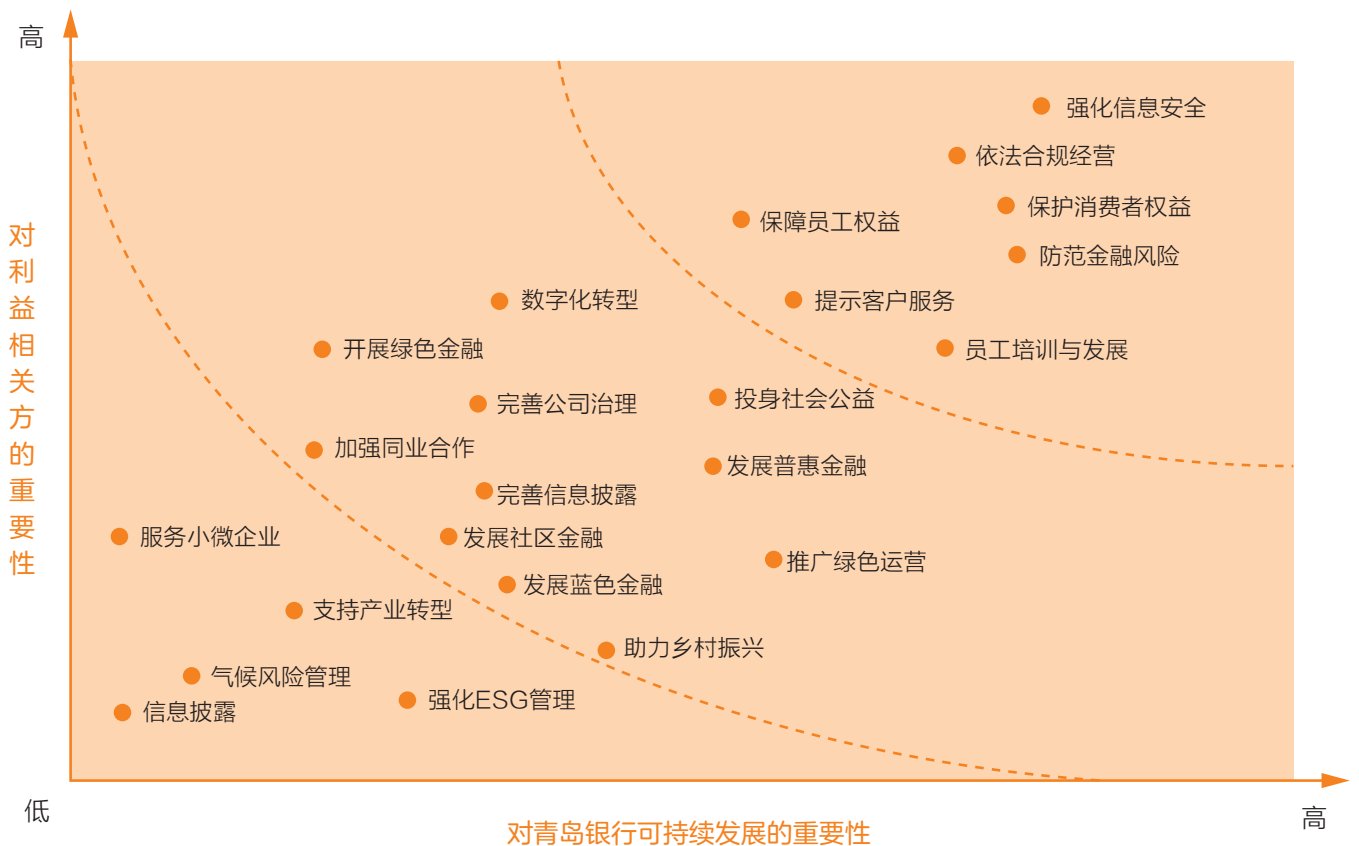 高
强化信息安全
依法合规经营
保护消费者权益
保障员工权益
防范金融风险
数字化转型
提示客户服务
开展绿色金融
员工培训与发展
完善公司治理
投身社会公益
加强同业合作
发展普惠金融
完善信息披露
服务小微企业
发展社区金融
推广绿色运营
发展蓝色金融
支持产业转型
助力乡村振兴
气候风险管理
强化ESG管理
信息披露
对利益相关方的重要性
低
高
对青岛银行可持续发展的重要性